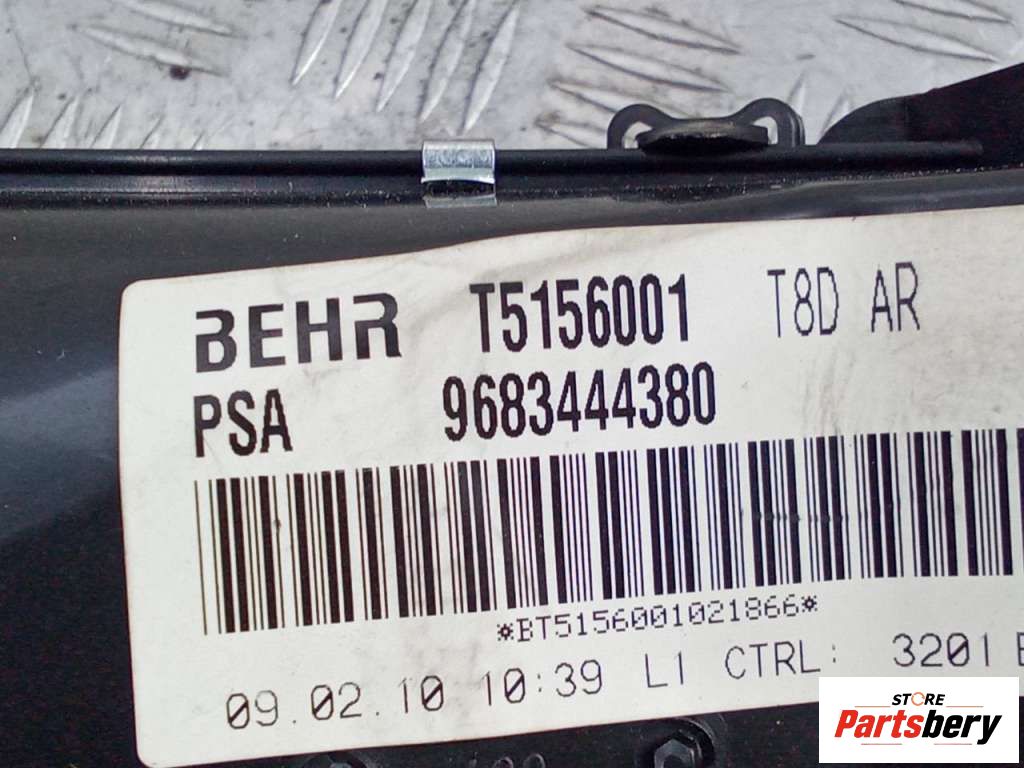 BEHR T5156001 T8D AR
PSA 9683444380
*BT5156001021866*
09.02.10 10:39 L1 CTRL: 3201
STORE
Partsbery